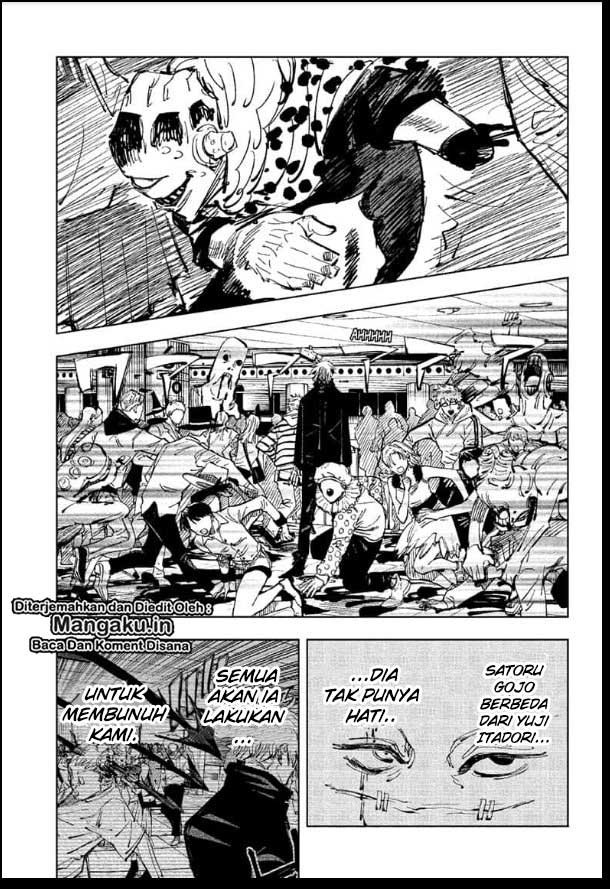 AHHHHH
Diterjemahkan dan Diedit Oleh :
Mangaku.in
Baca Dan Koment Disana
SATORU
GOJO
BERBEDA
DARI YUJI
ITADORI...
...DIA
TAK PUNYA
HATI..
SEMUA
AKAN IA
LAKUKAN
...
UNTUK
MEMBUNUH
KAMI.